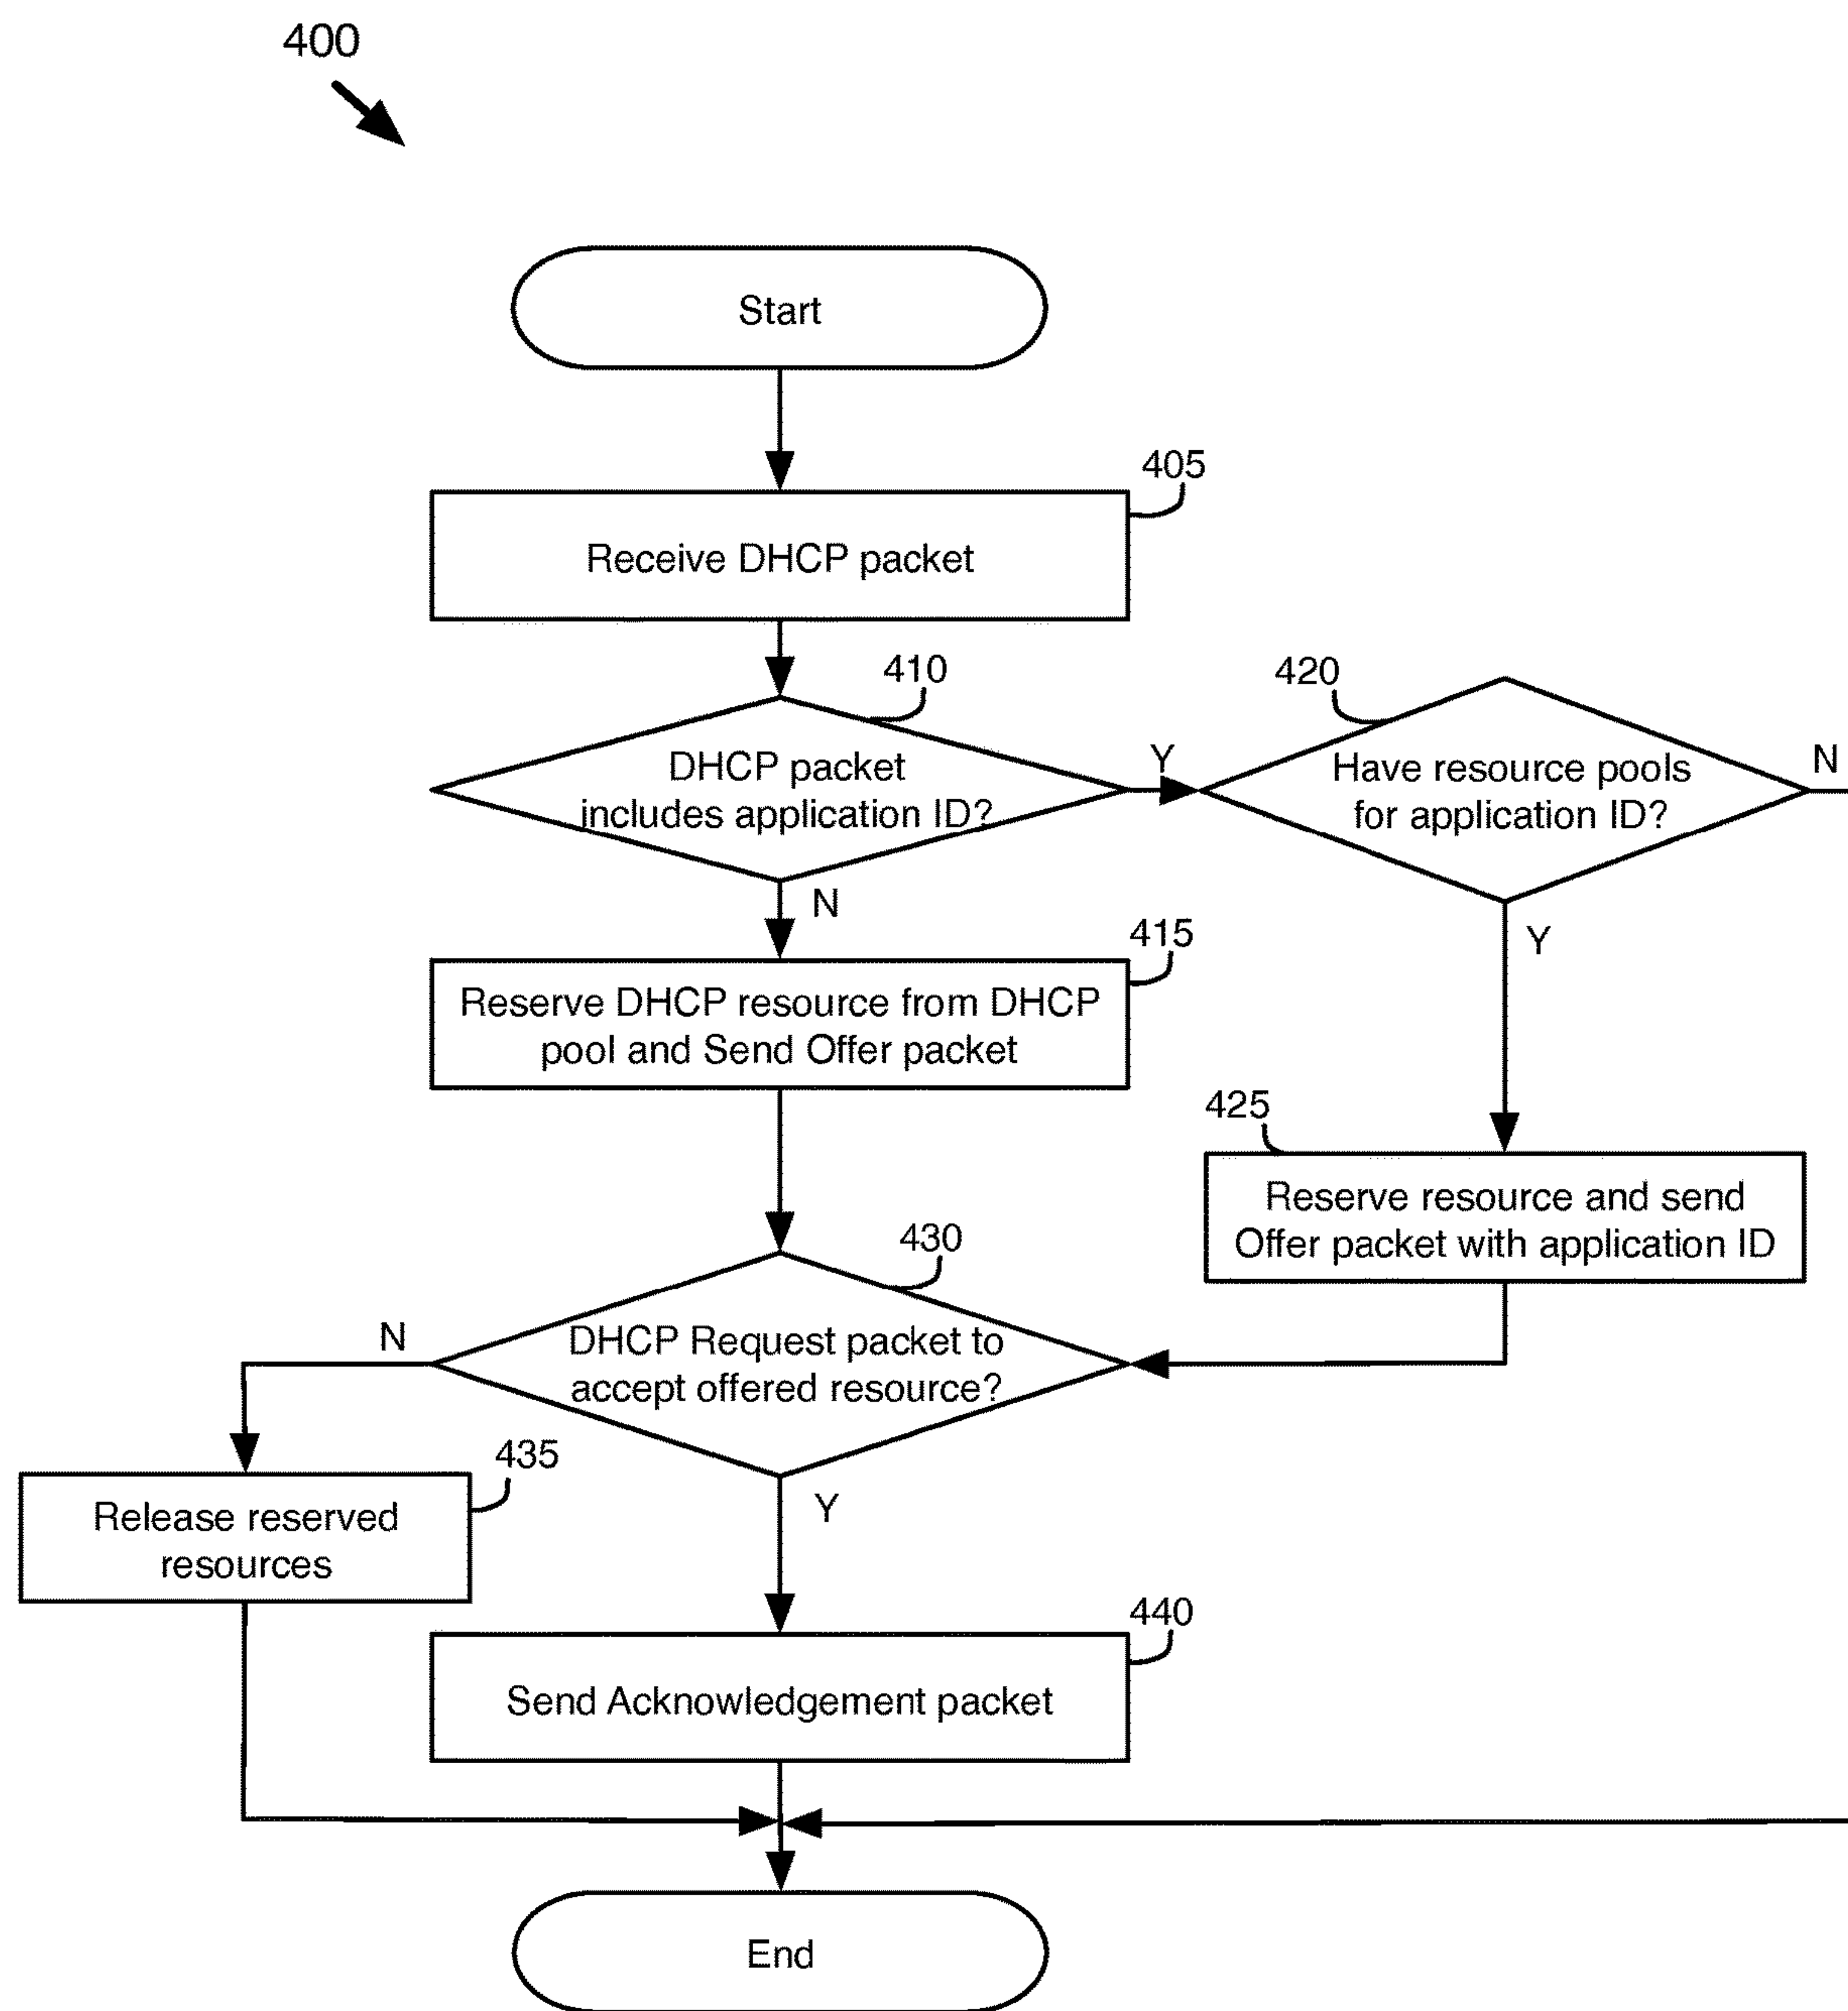 400
Start
405
Receive DHCP packet
410
420
DHCP packet
includes application ID?
Y
Have resource pools
for application ID?
N
N
Y
415
Reserve DHCP resource from DHCP
pool and Send Offer packet
425
Reserve resource and send
Offer packet with application ID
430
DHCP Request packet to
accept offered resource?
N
435
Release reserved
resources
Y
440
Send Acknowledgement packet
End